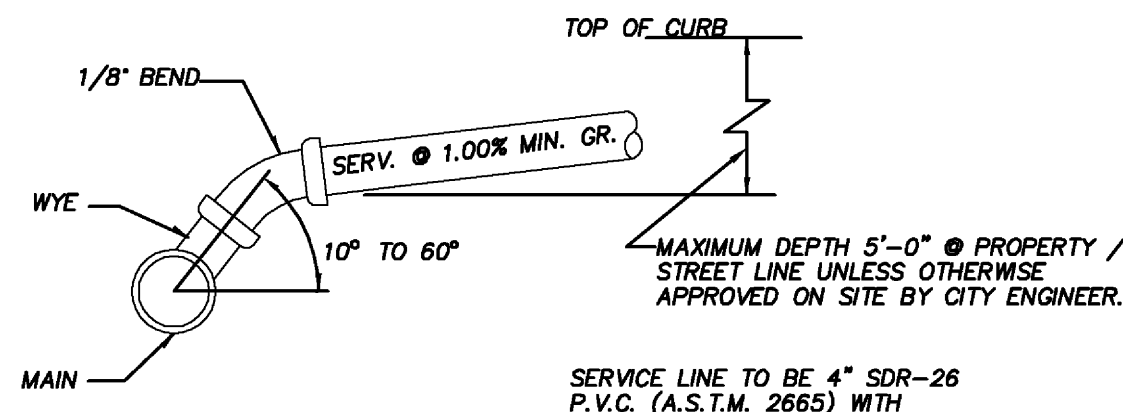 TOP OF CURB
1/8" BEND
SERV. @ 1.00% MIN. GR.
WYE
10° TO 60°
MAXIMUM DEPTH 5'-0" @ PROPERTY /
STREET LINE UNLESS OTHERWISE
APPROVED ON SITE BY CITY ENGINEER.
MAIN
SERVICE LINE TO BE 4" SDR-26
P.V.C. (A.S.T.M. 2665) WITH